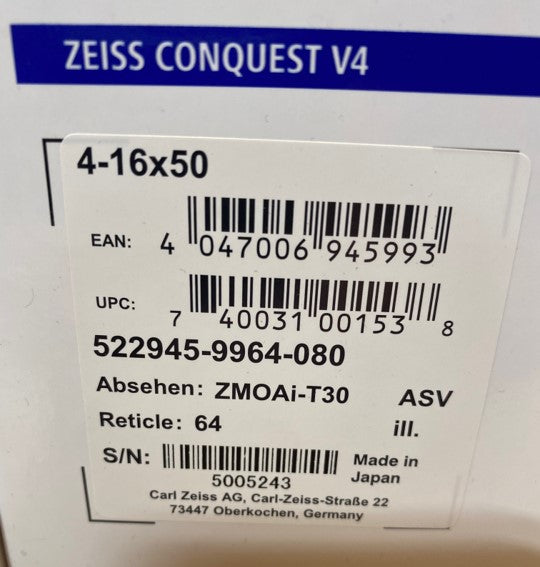 ZEISS CONQUEST V4
4-16x50
EAN: 4 047006 945993
UPC: 7 40031 00153 8
522945-9964-080
Absehen: ZMOAi-T30 ASV
Reticle: 64 ill.
S/N: Made in
5005243 Japan
Carl Zeiss AG, Carl-Zeiss-Straße 22
73447 Oberkochen, Germany